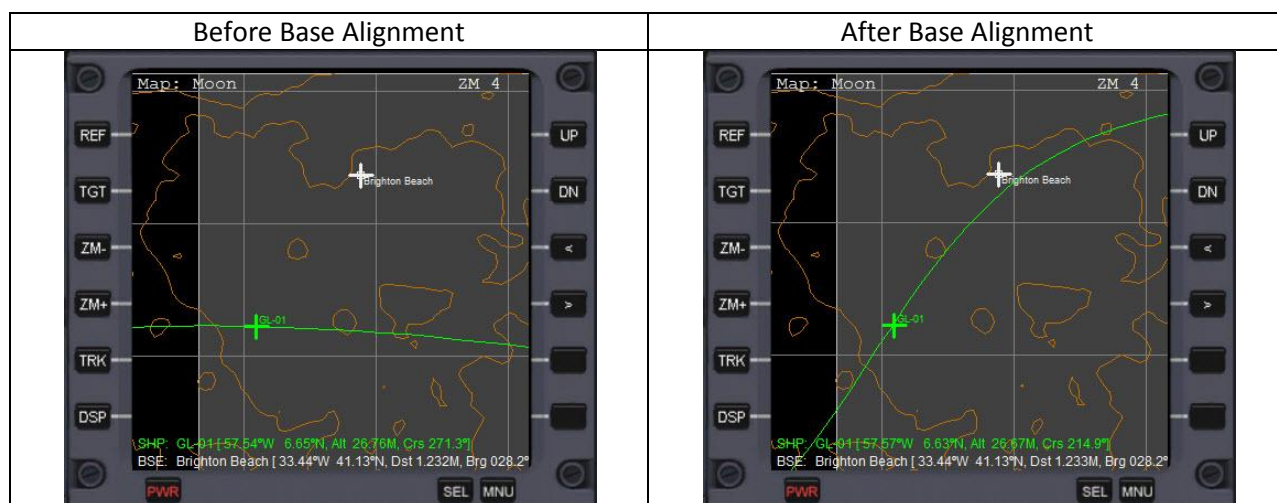 Before Base Alignment
After Base Alignment
Map: Moon ZM 4
REF UP
TGT DN
ZM- <
ZM+ >
TRK
DSP
Brighton Beach
GL-01
SHP: GL-01 [ 57.54°W 6.65°N, Alt 26.76M, Crs 271.3°]
BSE: Brighton Beach [ 33.44°W 41.13°N, Dst 1.232M, Brg 028.2°
PWR SEL MNU
Map: Moon ZM 4
REF UP
TGT DN
ZM- <
ZM+ >
TRK
DSP
Brighton Beach
GL-01
SHP: GL-01 [ 57.57°W 6.63°N, Alt 26.67M, Crs 214.9°]
BSE: Brighton Beach [ 33.44°W 41.13°N, Dst 1.233M, Brg 028.2°
PWR SEL MNU